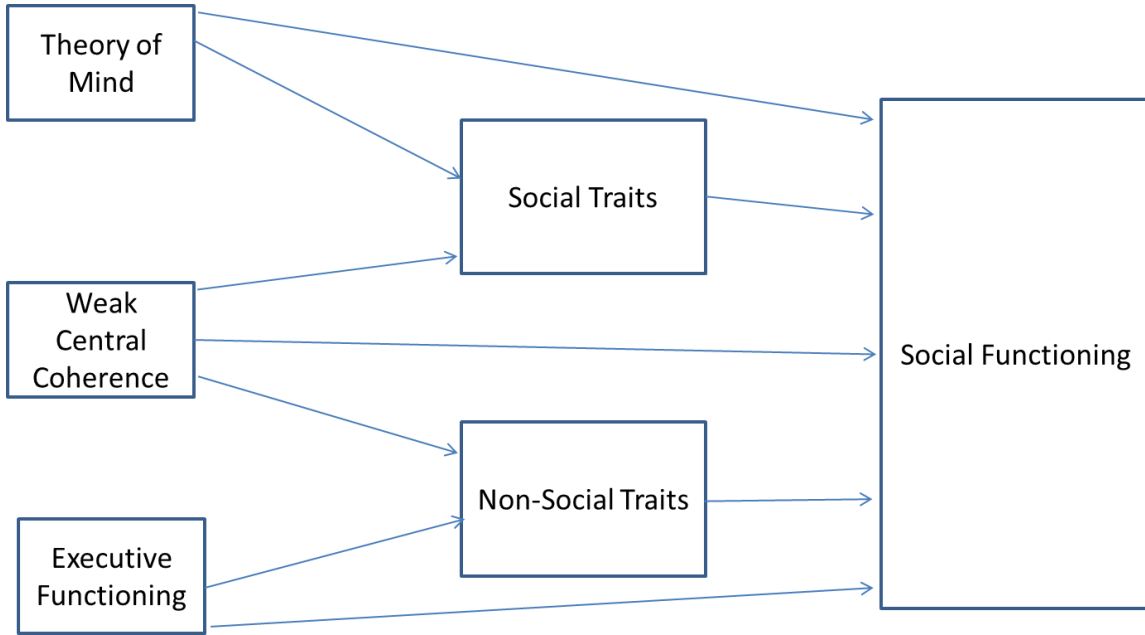 Theory of
Mind
Social Traits
Weak
Central
Coherence
Social Functioning
Non-Social Traits
Executive
Functioning